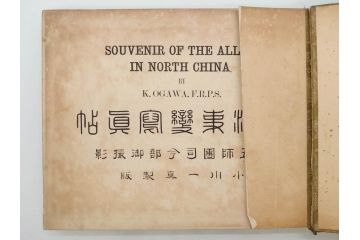 SOUVENIR OF THE ALL
IN NORTH CHINA
BY
K. OGAWA, F.R.P.S.
事變寫眞帖
師團司令部御撮影
小川一眞製版